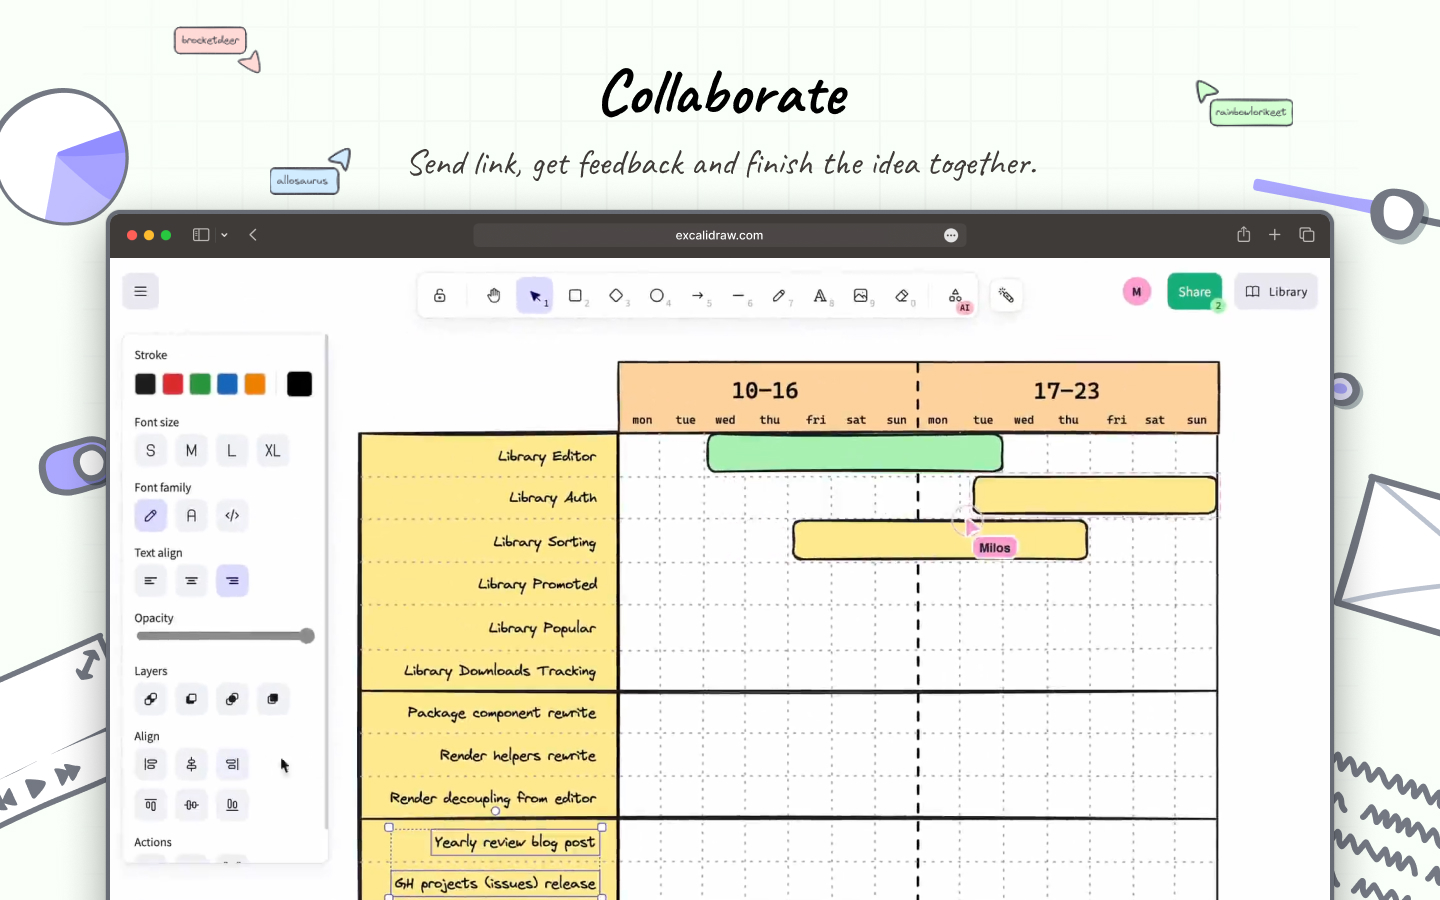 brocketdeer
Collaborate
rainbowlorikeet
Send link, get feedback and finish the idea together.
allosaurus
excalidraw.com
1 2 3 4 5 6 7 8 9 0
AI
M
Share
2
Library
Stroke
Font size
S M L XL
Font family
A </>
Text align
Opacity
Layers
Align
Actions
10-16 17-23
mon tue wed thu fri sat sun mon tue wed thu fri sat sun
Library Editor
Library Auth
Library Sorting
Milos
Library Promoted
Library Popular
Library Downloads Tracking
Package component rewrite
Render helpers rewrite
Render decoupling from editor
Yearly review blog post
GH projects (issues) release